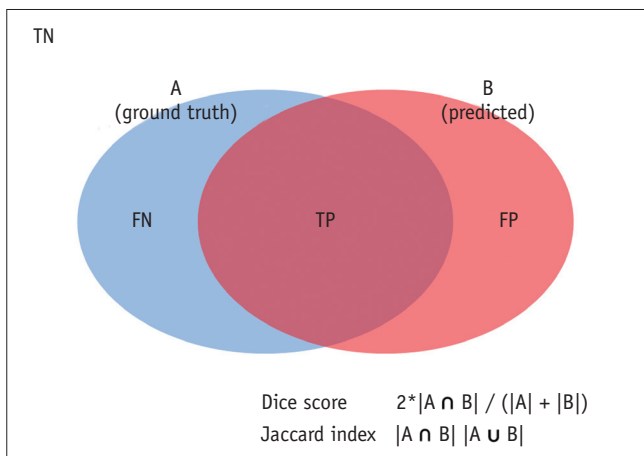 TN
A
(ground truth)
B
(predicted)
FN
TP
FP
Dice score 2*|A ∩ B| / (|A| + |B|)
Jaccard index |A ∩ B| |A ∪ B|